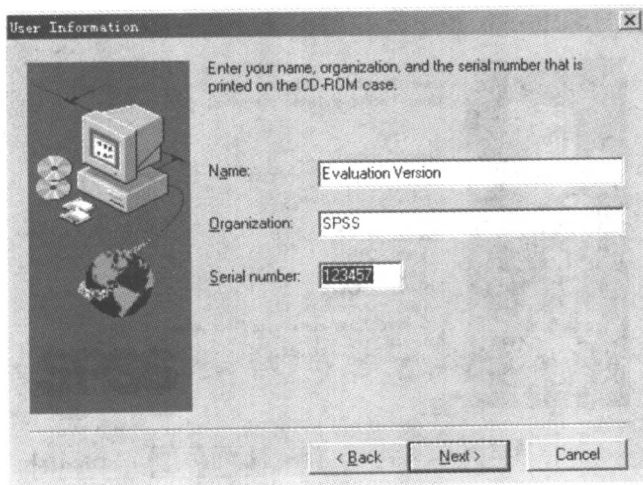 User Information
Enter your name, organization, and the serial number that is
printed on the CD-ROM case.
Name:
Evaluation Version
Organization:
SPSS
Serial number:
123457
< Back
Next >
Cancel